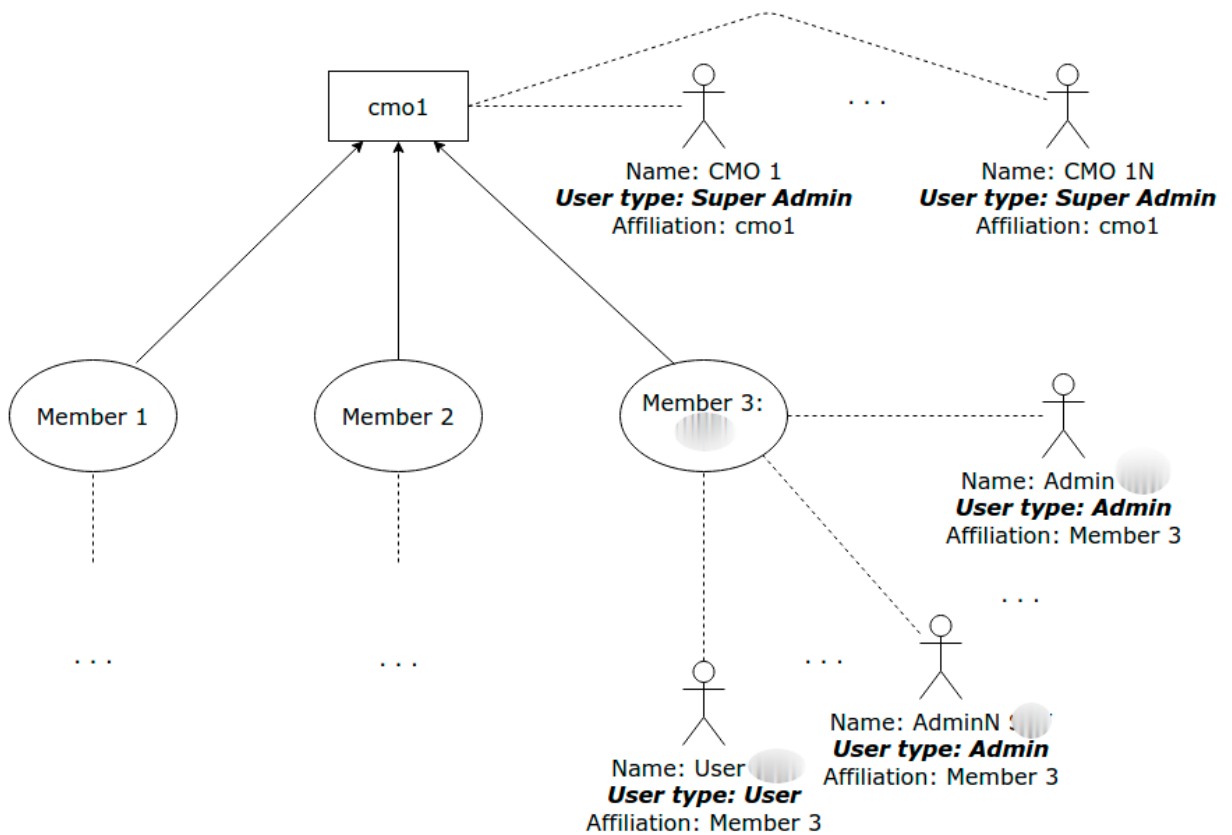 cmo1
. . .
Name: CMO 1
User type: Super Admin
Affiliation: cmo1
Name: CMO 1N
User type: Super Admin
Affiliation: cmo1
Member 1
Member 2
Member 3:
Name: Admin
User type: Admin
Affiliation: Member 3
. . .
. . .
. . .
. . .
Name: AdminN
User type: Admin
Affiliation: Member 3
Name: User
User type: User
Affiliation: Member 3